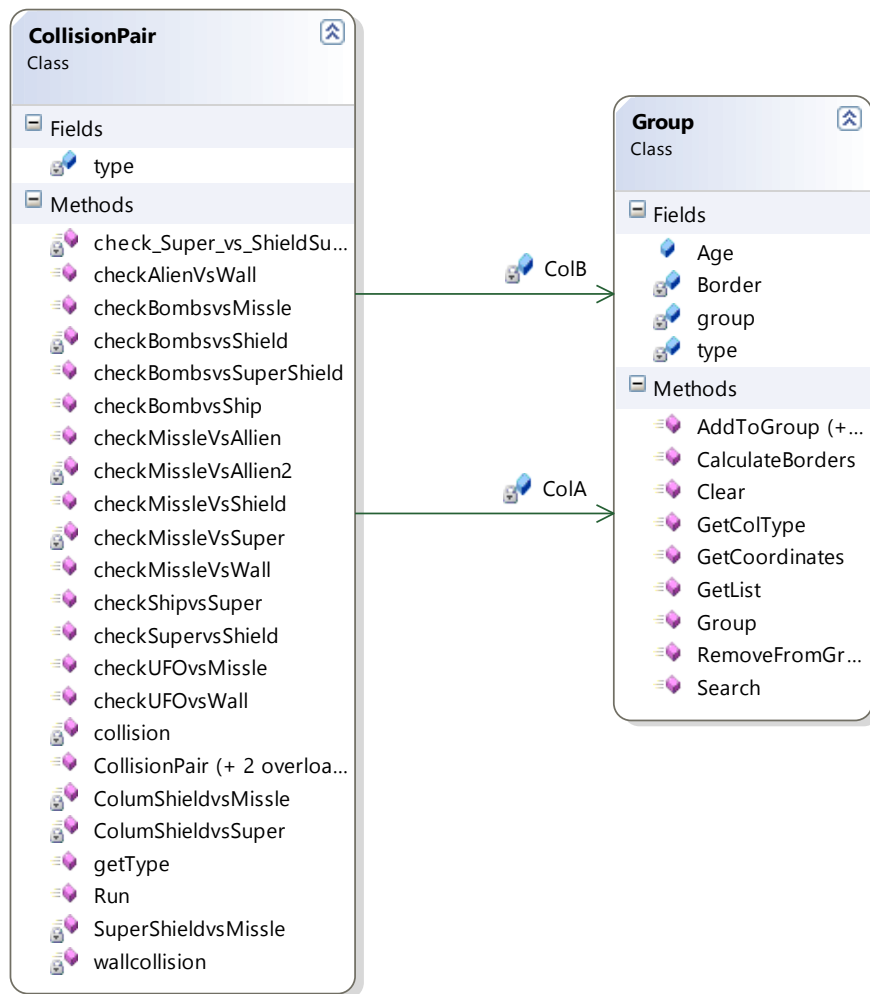 CollisionPair
Class
Fields
type
Methods
check_Super_vs_ShieldSu...
checkAlienVsWall
checkBombsvsMissle
checkBombsvsShield
checkBombsvsSuperShield
checkBombvsShip
checkMissleVsAllien
checkMissleVsAllien2
checkMissleVsShield
checkMissleVsSuper
checkMissleVsWall
checkShipvsSuper
checkSupervsShield
checkUFOvsMissle
checkUFOvsWall
collision
CollisionPair (+ 2 overloa...
ColumShieldvsMissle
ColumShieldvsSuper
getType
Run
SuperShieldvsMissle
wallcollision
ColB
ColA
Group
Class
Fields
Age
Border
group
type
Methods
AddToGroup (+...
CalculateBorders
Clear
GetColType
GetCoordinates
GetList
Group
RemoveFromGr...
Search